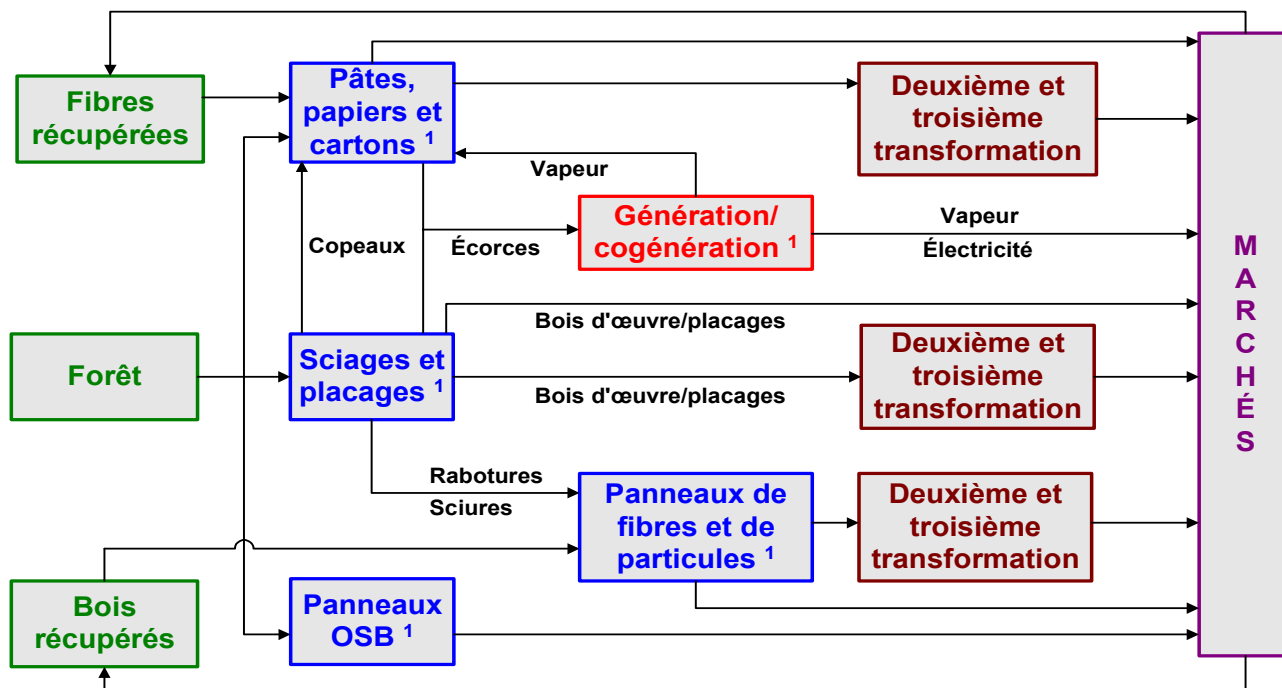 Fibres
récupérées
Pâtes,
papiers et
cartons 1
Deuxième et
troisième
transformation
Vapeur
Copeaux
Écorces
Génération/
cogénération 1
Vapeur
Électricité
MARCHÉS
Forêt
Sciages et
placages 1
Bois d'œuvre/placages
Bois d'œuvre/placages
Deuxième et
troisième
transformation
Rabotures
Sciures
Panneaux de
fibres et de
particules 1
Deuxième et
troisième
transformation
Bois
récupérés
Panneaux
OSB 1